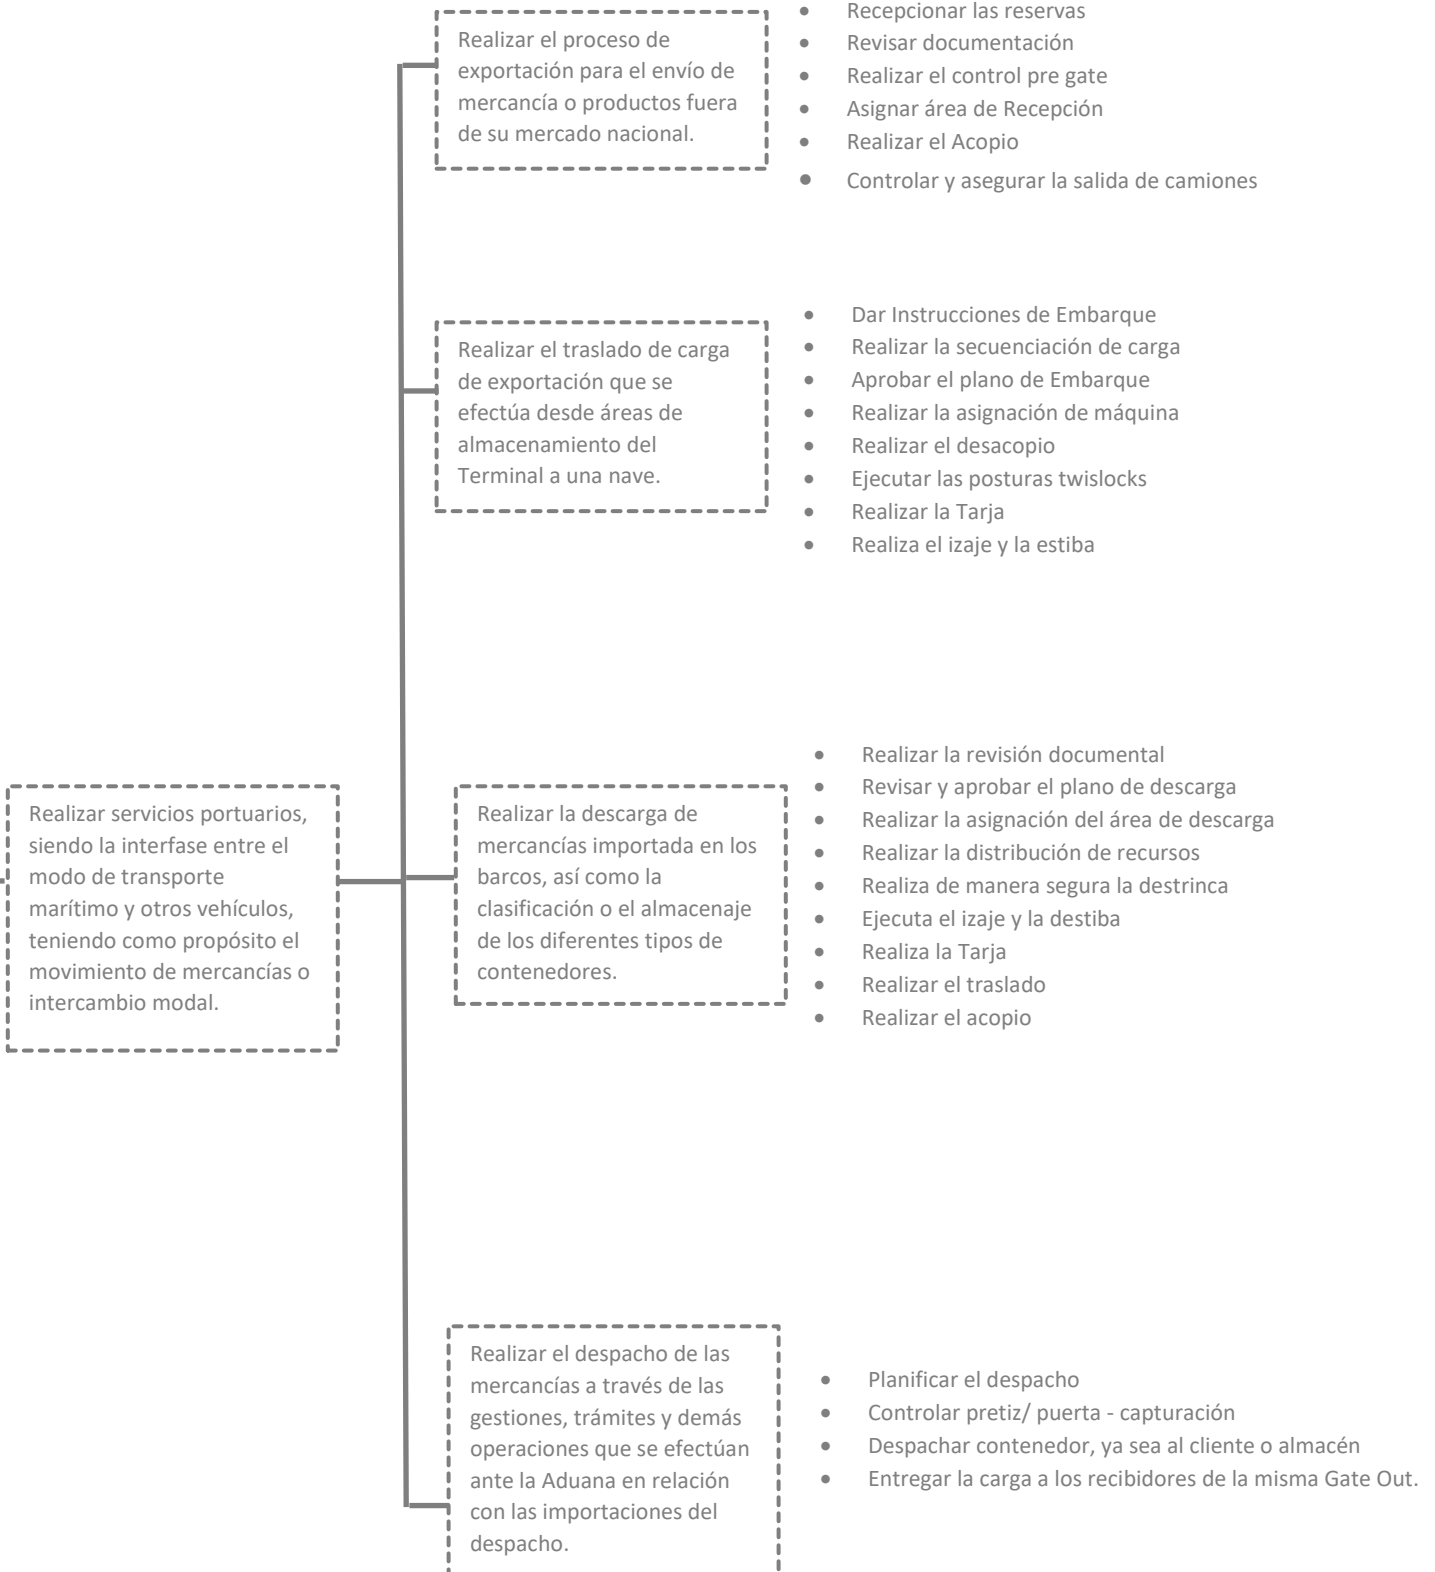 Realizar el proceso de
exportación para el envío de
mercancía o productos fuera
de su mercado nacional.
• Recepcionar las reservas
• Revisar documentación
• Realizar el control pre gate
• Asignar área de Recepción
• Realizar el Acopio
• Controlar y asegurar la salida de camiones
Realizar el traslado de carga
de exportación que se
efectúa desde áreas de
almacenamiento del
Terminal a una nave.
• Dar Instrucciones de Embarque
• Realizar la secuenciación de carga
• Aprobar el plano de Embarque
• Realizar la asignación de máquina
• Realizar el desacopio
• Ejecutar las posturas twislocks
• Realizar la Tarja
• Realiza el izaje y la estiba
Realizar servicios portuarios,
siendo la interfase entre el
modo de transporte
marítimo y otros vehículos,
teniendo como propósito el
movimiento de mercancías o
intercambio modal.
Realizar la descarga de
mercancías importada en los
barcos, así como la
clasificación o el almacenaje
de los diferentes tipos de
contenedores.
• Realizar la revisión documental
• Revisar y aprobar el plano de descarga
• Realizar la asignación del área de descarga
• Realizar la distribución de recursos
• Realiza de manera segura la destrinca
• Ejecuta el izaje y la destiba
• Realiza la Tarja
• Realizar el traslado
• Realizar el acopio
Realizar el despacho de las
mercancías a través de las
gestiones, trámites y demás
operaciones que se efectúan
ante la Aduana en relación
con las importaciones del
despacho.
• Planificar el despacho
• Controlar pretiz/ puerta - capturación
• Despachar contenedor, ya sea al cliente o almacén
• Entregar la carga a los recibidores de la misma Gate Out.